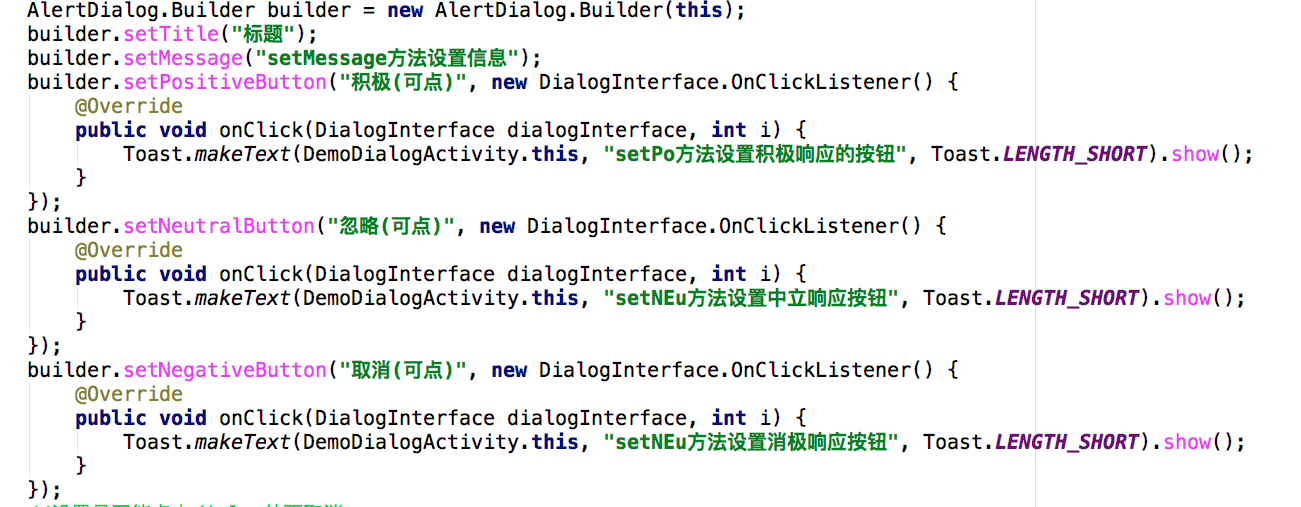 AlertDialog.Builder builder = new AlertDialog.Builder(this);
builder.setTitle("标题");
builder.setMessage("setMessage方法设置信息");
builder.setPositiveButton("积极(可点)", new DialogInterface.OnClickListener() {
@Override
public void onClick(DialogInterface dialogInterface, int i) {
Toast.makeText(DemoDialogActivity.this, "setPo方法设置积极响应的按钮", Toast.LENGTH_SHORT).show();
}
});
builder.setNeutralButton("忽略(可点)", new DialogInterface.OnClickListener() {
@Override
public void onClick(DialogInterface dialogInterface, int i) {
Toast.makeText(DemoDialogActivity.this, "setNEu方法设置中立响应按钮", Toast.LENGTH_SHORT).show();
}
});
builder.setNegativeButton("取消(可点)", new DialogInterface.OnClickListener() {
@Override
public void onClick(DialogInterface dialogInterface, int i) {
Toast.makeText(DemoDialogActivity.this, "setNEu方法设置消极响应按钮", Toast.LENGTH_SHORT).show();
}
});